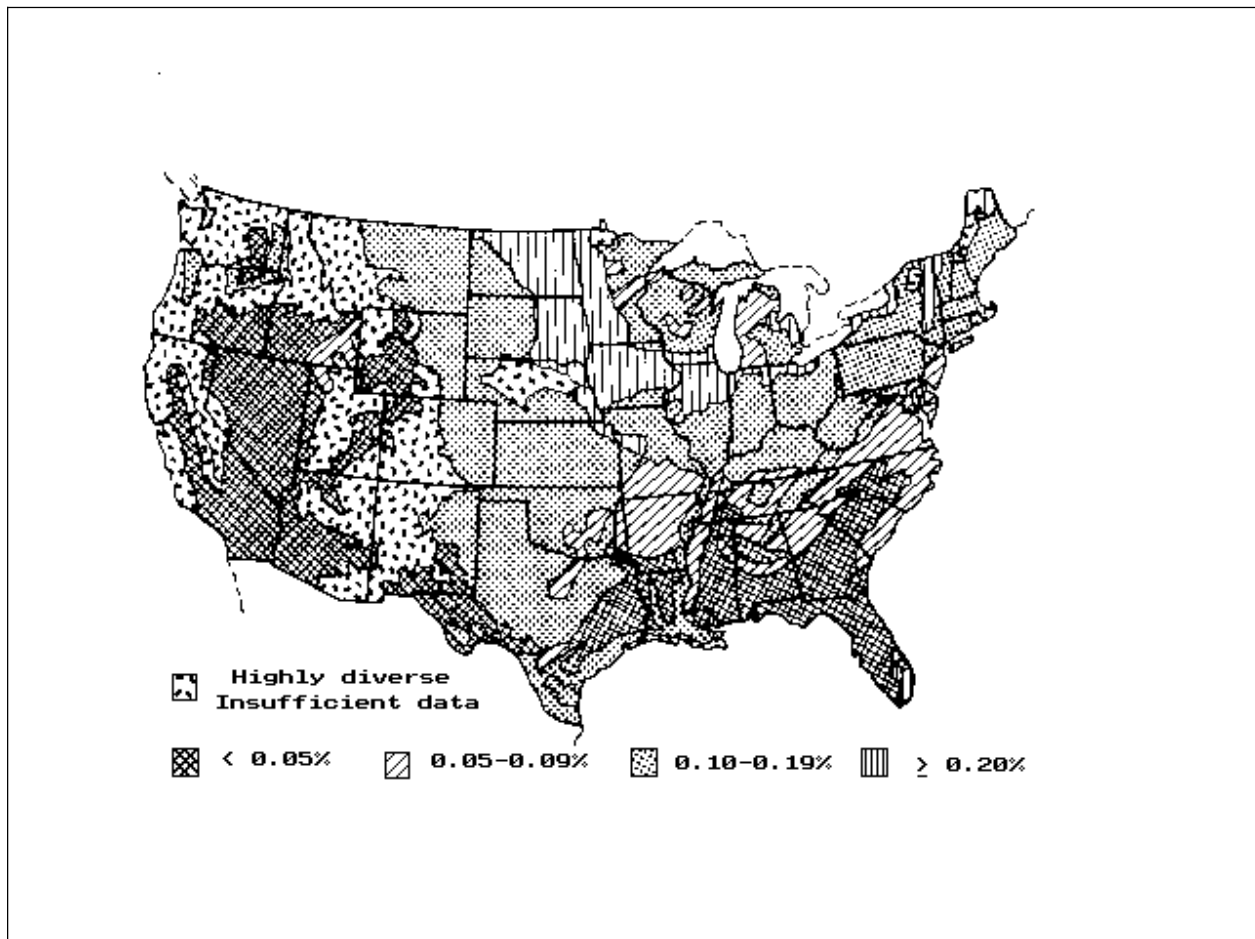 Highly diverse
Insufficient data
< 0.05%
0.05-0.09%
0.10-0.19%
≥ 0.20%